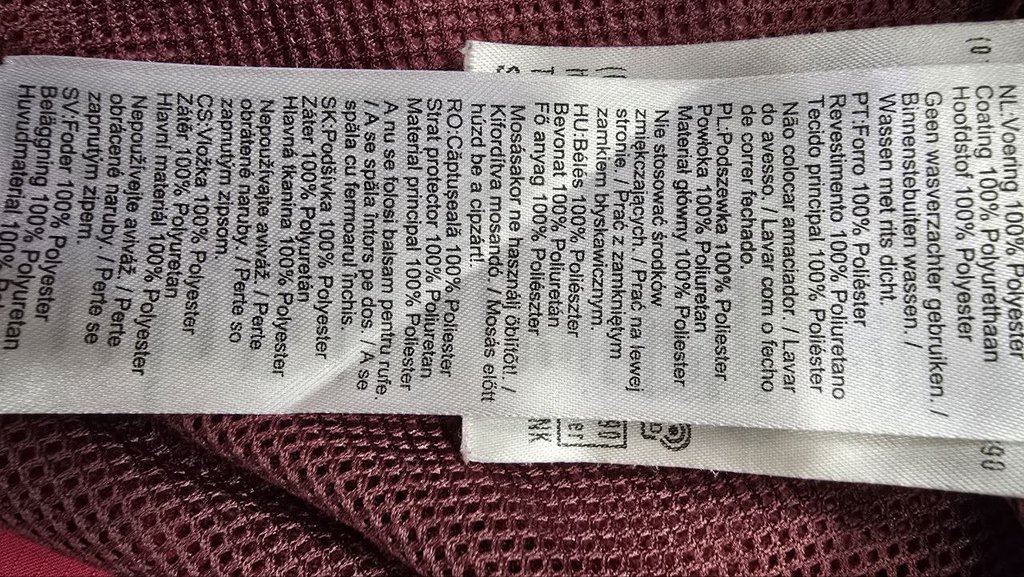 NL:Voering 100% Polyester
Coating 100% Polyurethaan
Hoofdstof 100% Polyester
Geen wasverzachter gebruiken. /
Binnenstebuiten wassen. /
Wassen met rits dicht.
PT:Forro 100% Poliéster
Revestimento 100% Poliuretano
Tecido principal 100% Poliéster
Não colocar amaciador. / Lavar
do avesso. / Lavar com o fecho
de correr fechado.
PL:Podszewka 100% Poliester
Powłoka 100% Poliuretan
Materiał główny 100% Poliester
Nie stosować środków
zmiękczających. / Prać na lewej
stronie. / Prać z zamkniętym
zamkiem błyskawicznym.
HU:Bélés 100% Poliészter
Bevonat 100% Poliuretán
Fő anyag 100% Poliészter
Mosásakor ne használj öblítőt!. /
Kifordítva mosandó. / Mosás előtt
húzd be a cipzárt!
RO:Căptușeală 100% Poliester
Strat protector 100% Poliuretan
Material principal 100% Poliester
A nu se folosi balsam pentru rufe.
/ A se spăla întors pe dos. / A se
spăla cu fermoarul închis.
SK:Podšívka 100% Polyester
Záter 100% Polyuretán
Hlavná tkanina 100% Polyester
Nepoužívajte aviváž. / Perte
obrátené naruby. / Perte so
zapnutým zipsom.
CS:Vložka 100% Polyester
Zátěr 100% Polyuretan
Hlavní materiál 100% Polyester
Nepoužívejte aviváž. / Perte
obrácené naruby. / Perte se
zapnutým zipem.
SV:Foder 100% Polyester
Beläggning 100% Polyuretan
Huvudmaterial 100%
90
NK